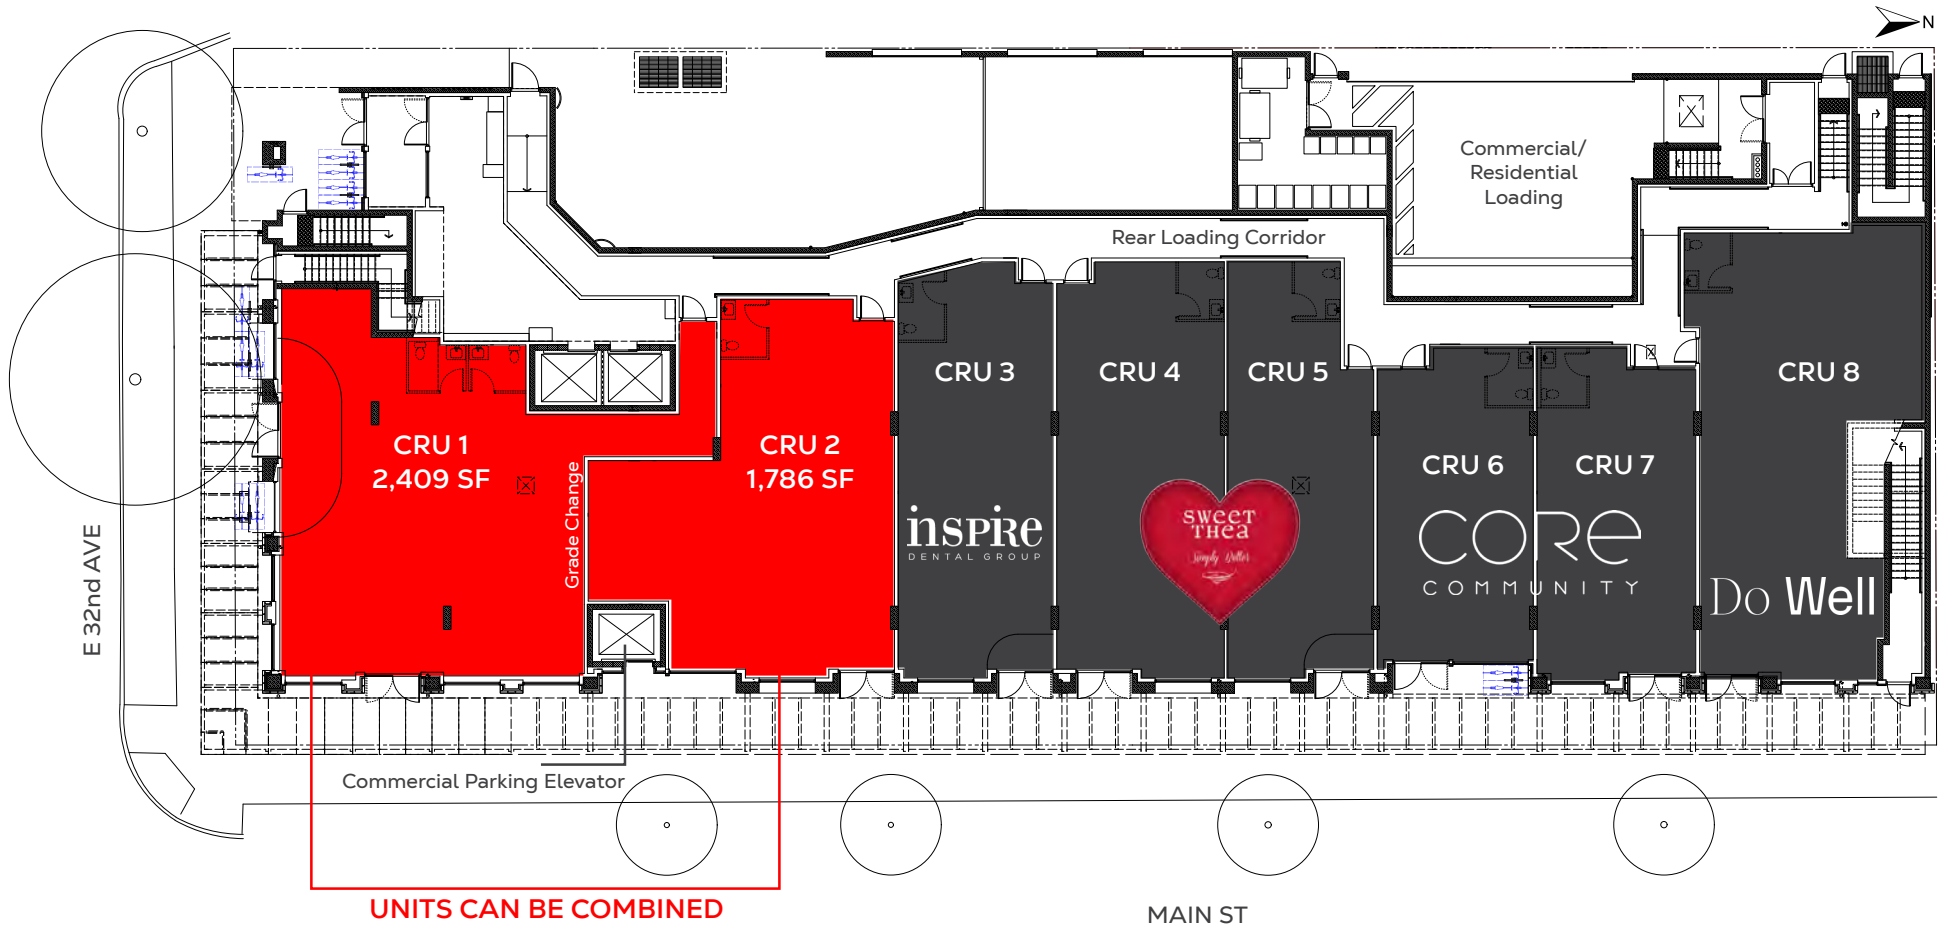 N
Commercial/
Residential
Loading
Rear Loading Corridor
CRU 1
2,409 SF
Grade Change
CRU 2
1,786 SF
CRU 3
inspire
DENTAL GROUP
CRU 4
CRU 5
SWEET
THEA
Simply Better
CRU 6
CRU 7
CORE
COMMUNITY
CRU 8
Do Well
E 32nd AVE
Commercial Parking Elevator
UNITS CAN BE COMBINED
MAIN ST